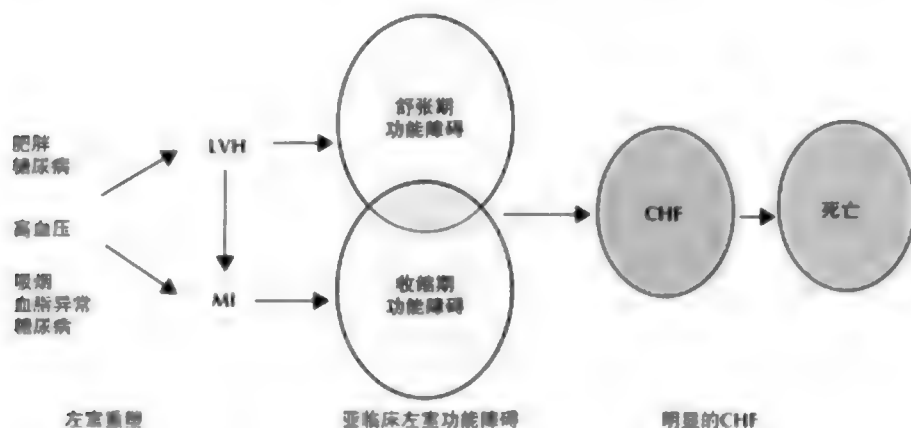 肥胖
糖尿病
高血压
吸烟
血脂异常
糖尿病
LVH
MI
舒张期
功能障碍
收缩期
功能障碍
CHF
死亡
左室重塑
亚临床左室功能障碍
明显的CHF